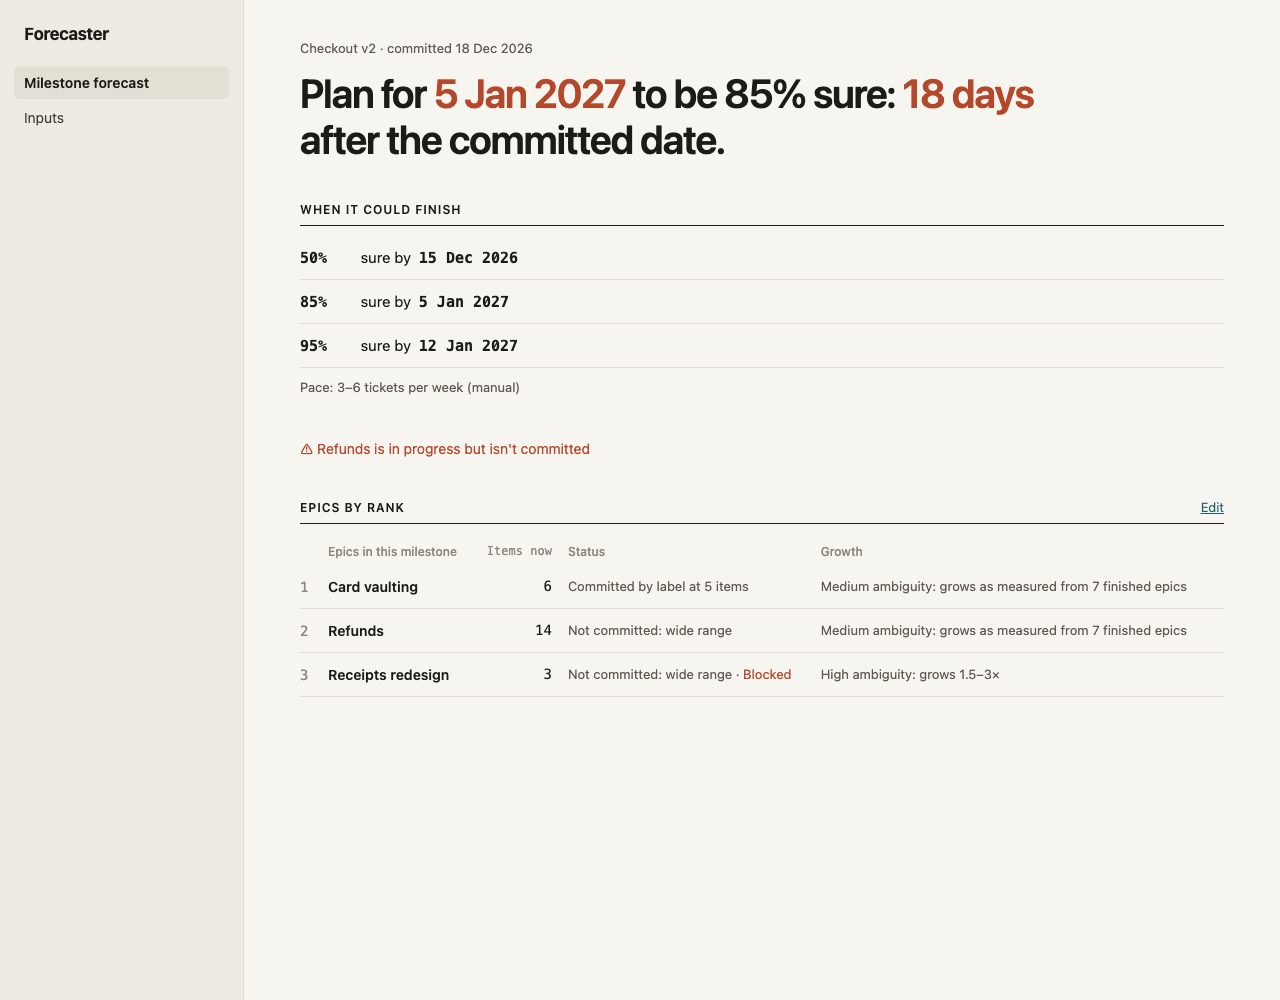 Forecaster
Milestone forecast
Inputs
Checkout v2 · committed 18 Dec 2026
Plan for 5 Jan 2027 to be 85% sure: 18 days
after the committed date.
WHEN IT COULD FINISH
50% sure by 15 Dec 2026
85% sure by 5 Jan 2027
95% sure by 12 Jan 2027
Pace: 3–6 tickets per week (manual)
⚠ Refunds is in progress but isn't committed
EPICS BY RANK Edit
Epics in this milestone Items now Status Growth
1 Card vaulting 6 Committed by label at 5 items Medium ambiguity: grows as measured from 7 finished epics
2 Refunds 14 Not committed: wide range Medium ambiguity: grows as measured from 7 finished epics
3 Receipts redesign 3 Not committed: wide range · Blocked High ambiguity: grows 1.5–3×